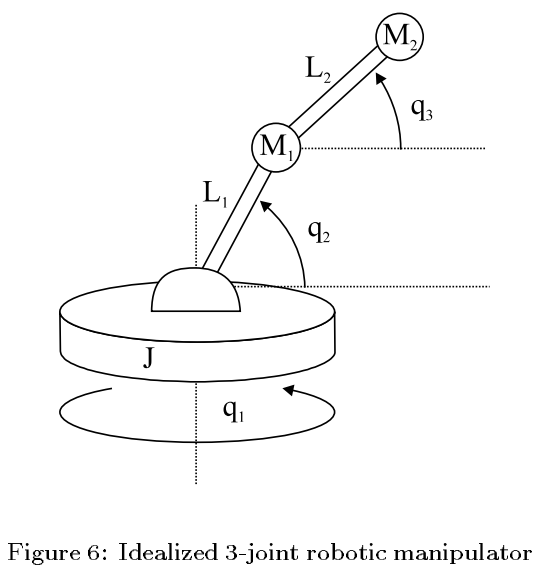 M₂
L₂
q₃
M₁
L₁
q₂
J
q₁
Figure 6: Idealized 3-joint robotic manipulator